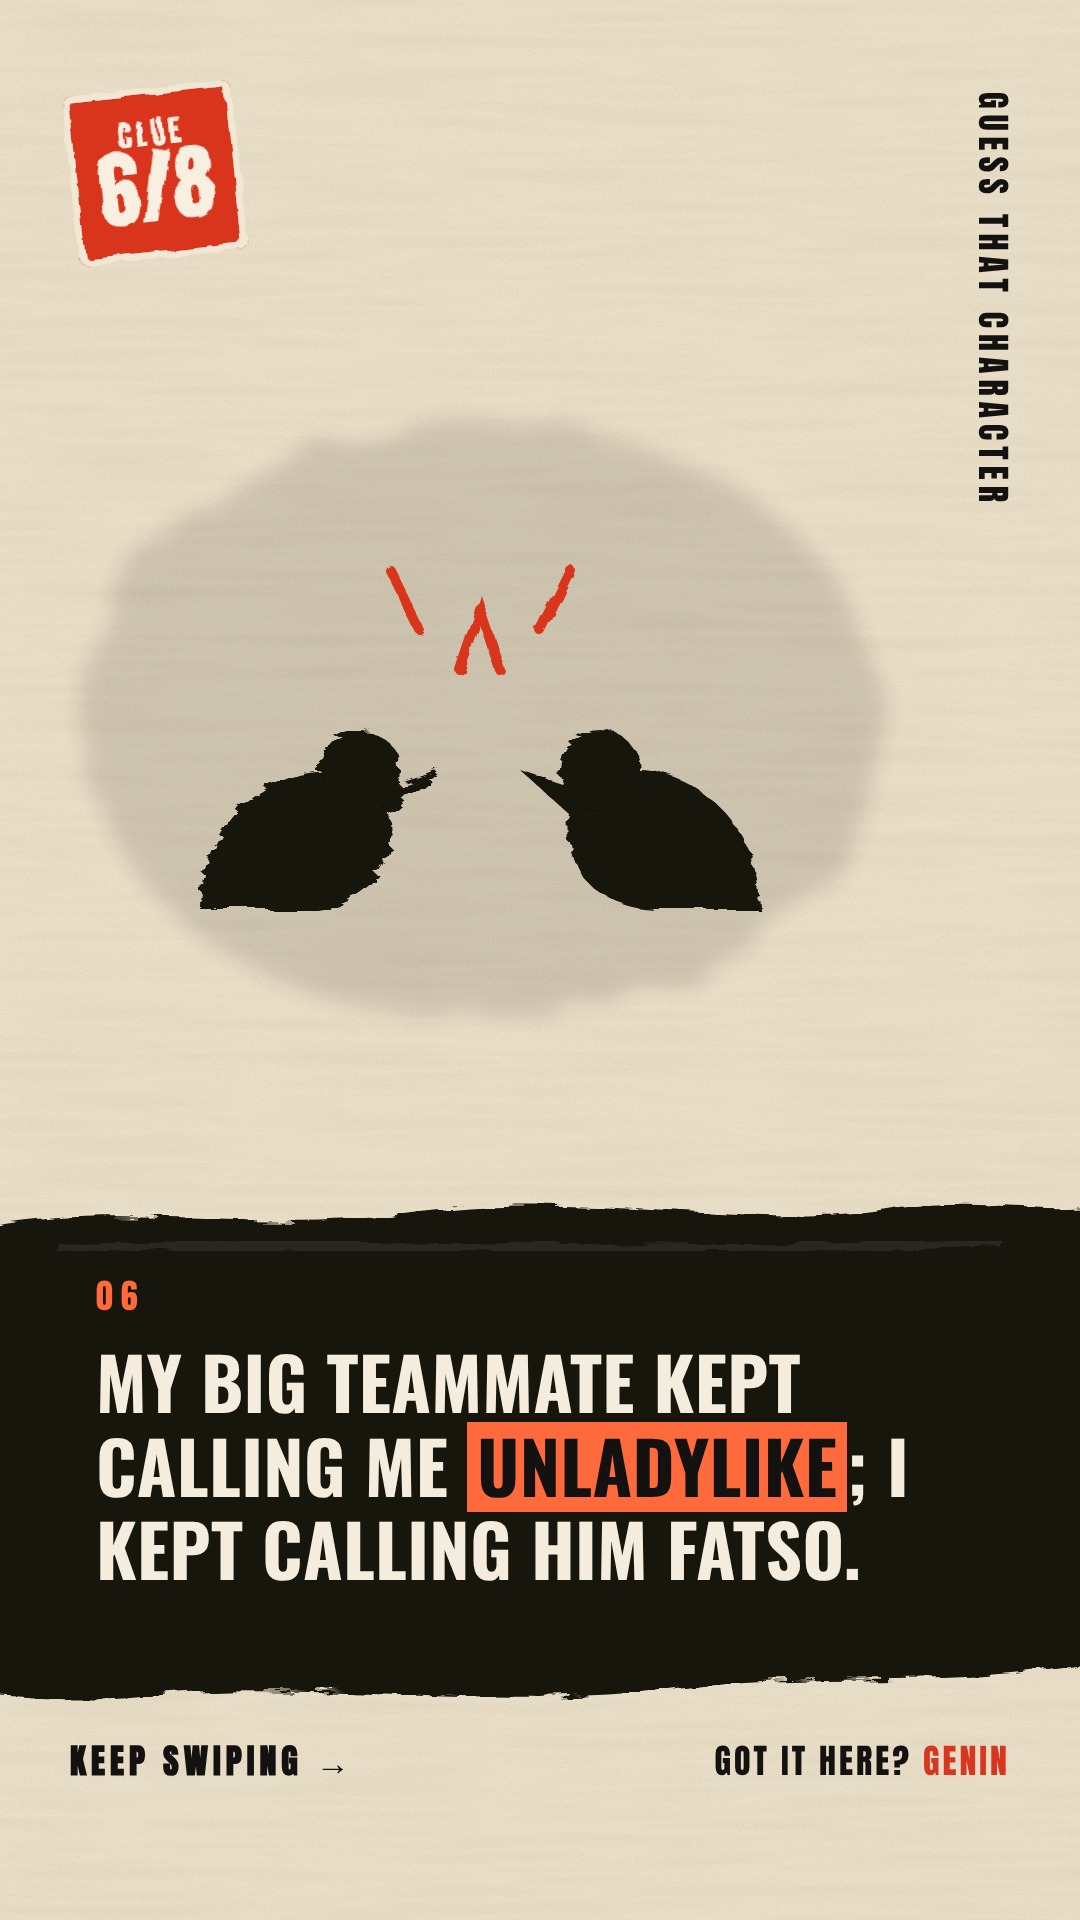 CLUE
6/8
GUESS THAT CHARACTER
06
MY BIG TEAMMATE KEPT
CALLING ME UNLADYLIKE; I
KEPT CALLING HIM FATSO.
KEEP SWIPING →
GOT IT HERE? GENIN